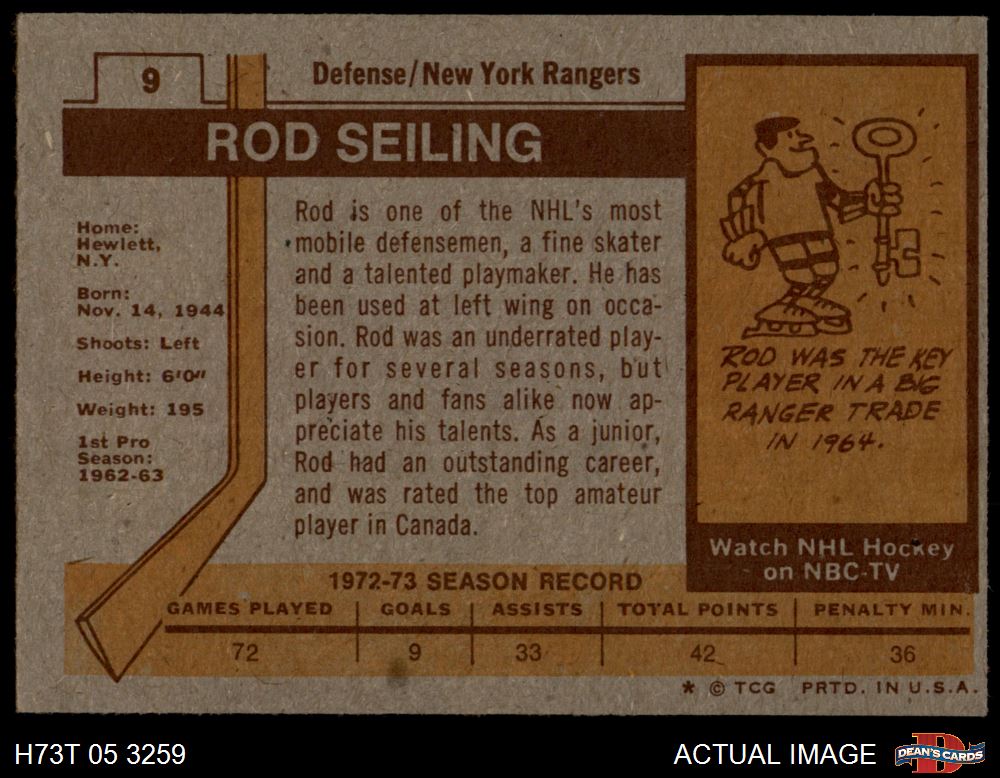 9
Defense/New York Rangers
ROD SEILING
Home:
Hewlett,
N.Y.
Born:
Nov. 14, 1944
Shoots: Left
Height: 6'0"
Weight: 195
1st Pro
Season:
1962-63
Rod is one of the NHL's most
mobile defensemen, a fine skater
and a talented playmaker. He has
been used at left wing on occa-
sion. Rod was an underrated play-
er for several seasons, but
players and fans alike now ap-
preciate his talents. As a junior,
Rod had an outstanding career,
and was rated the top amateur
player in Canada.
ROD WAS THE KEY
PLAYER IN A BIG
RANGER TRADE
IN 1964.
Watch NHL Hockey
on NBC-TV
1972-73 SEASON RECORD
GAMES PLAYED GOALS ASSISTS TOTAL POINTS PENALTY MIN.
72 9 33 42 36
* © TCG PRTD. IN U.S.A.
H73T 05 3259
ACTUAL IMAGE
DEAN'S CARDS